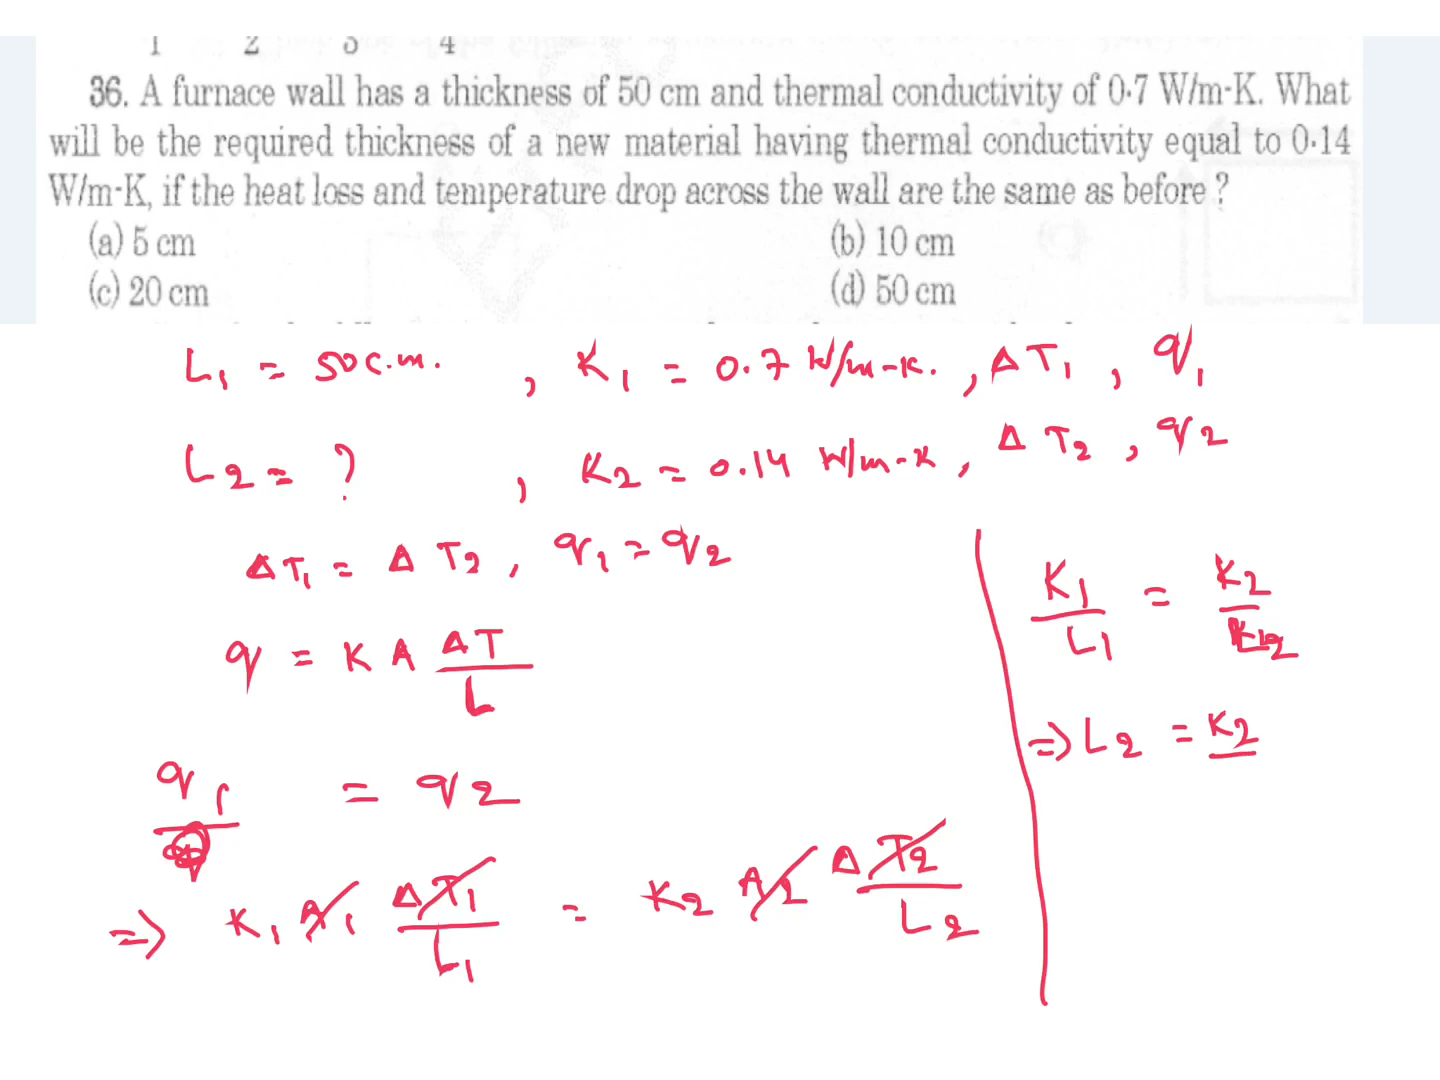 1 2 3 4
36. A furnace wall has a thickness of 50 cm and thermal conductivity of 0·7 W/m-K. What
will be the required thickness of a new material having thermal conductivity equal to 0·14
W/m-K, if the heat loss and temperature drop across the wall are the same as before ?
(a) 5 cm (b) 10 cm
(c) 20 cm (d) 50 cm
L₁ = 50 c.m. , K₁ = 0.7 W/m-K. , ΔT₁ , q₁
L₂ = ? , K₂ = 0.14 W/m-K , ΔT₂ , q₂
ΔT₁ = ΔT₂ , q₁ = q₂
q = K A ΔT/L
q₁ = q₂
=> K₁ A₁ ΔT₁/L₁ = K₂ A₂ ΔT₂/L₂
K₁/L₁ = K₂/L₂
=> L₂ = K₂